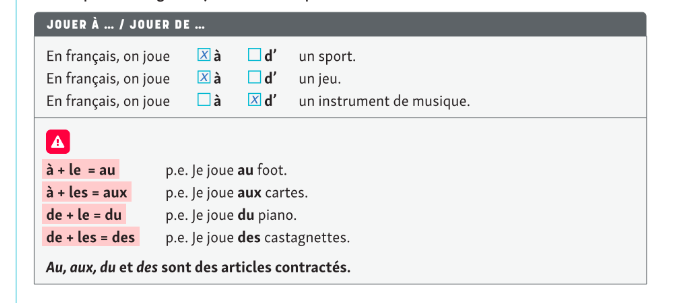 JOUER À ... / JOUER DE ...
En français, on joue X à d' un sport.
En français, on joue X à d' un jeu.
En français, on joue à X d' un instrument de musique.
à + le = au p.e. Je joue au foot.
à + les = aux p.e. Je joue aux cartes.
de + le = du p.e. Je joue du piano.
de + les = des p.e. Je joue des castagnettes.
Au, aux, du et des sont des articles contractés.